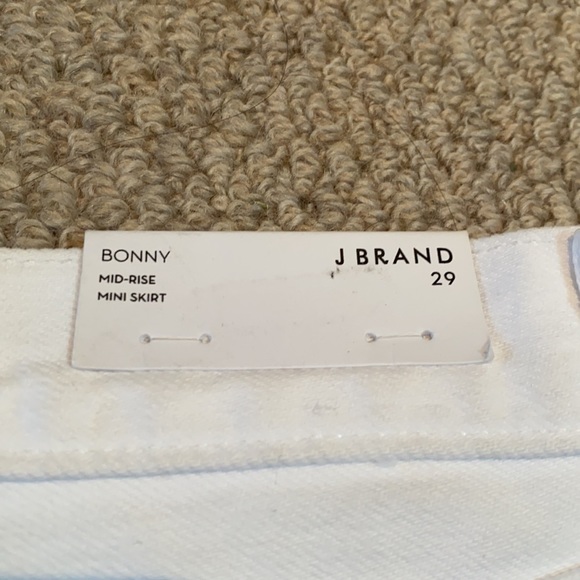 BONNY
MID-RISE
MINI SKIRT
J BRAND
29